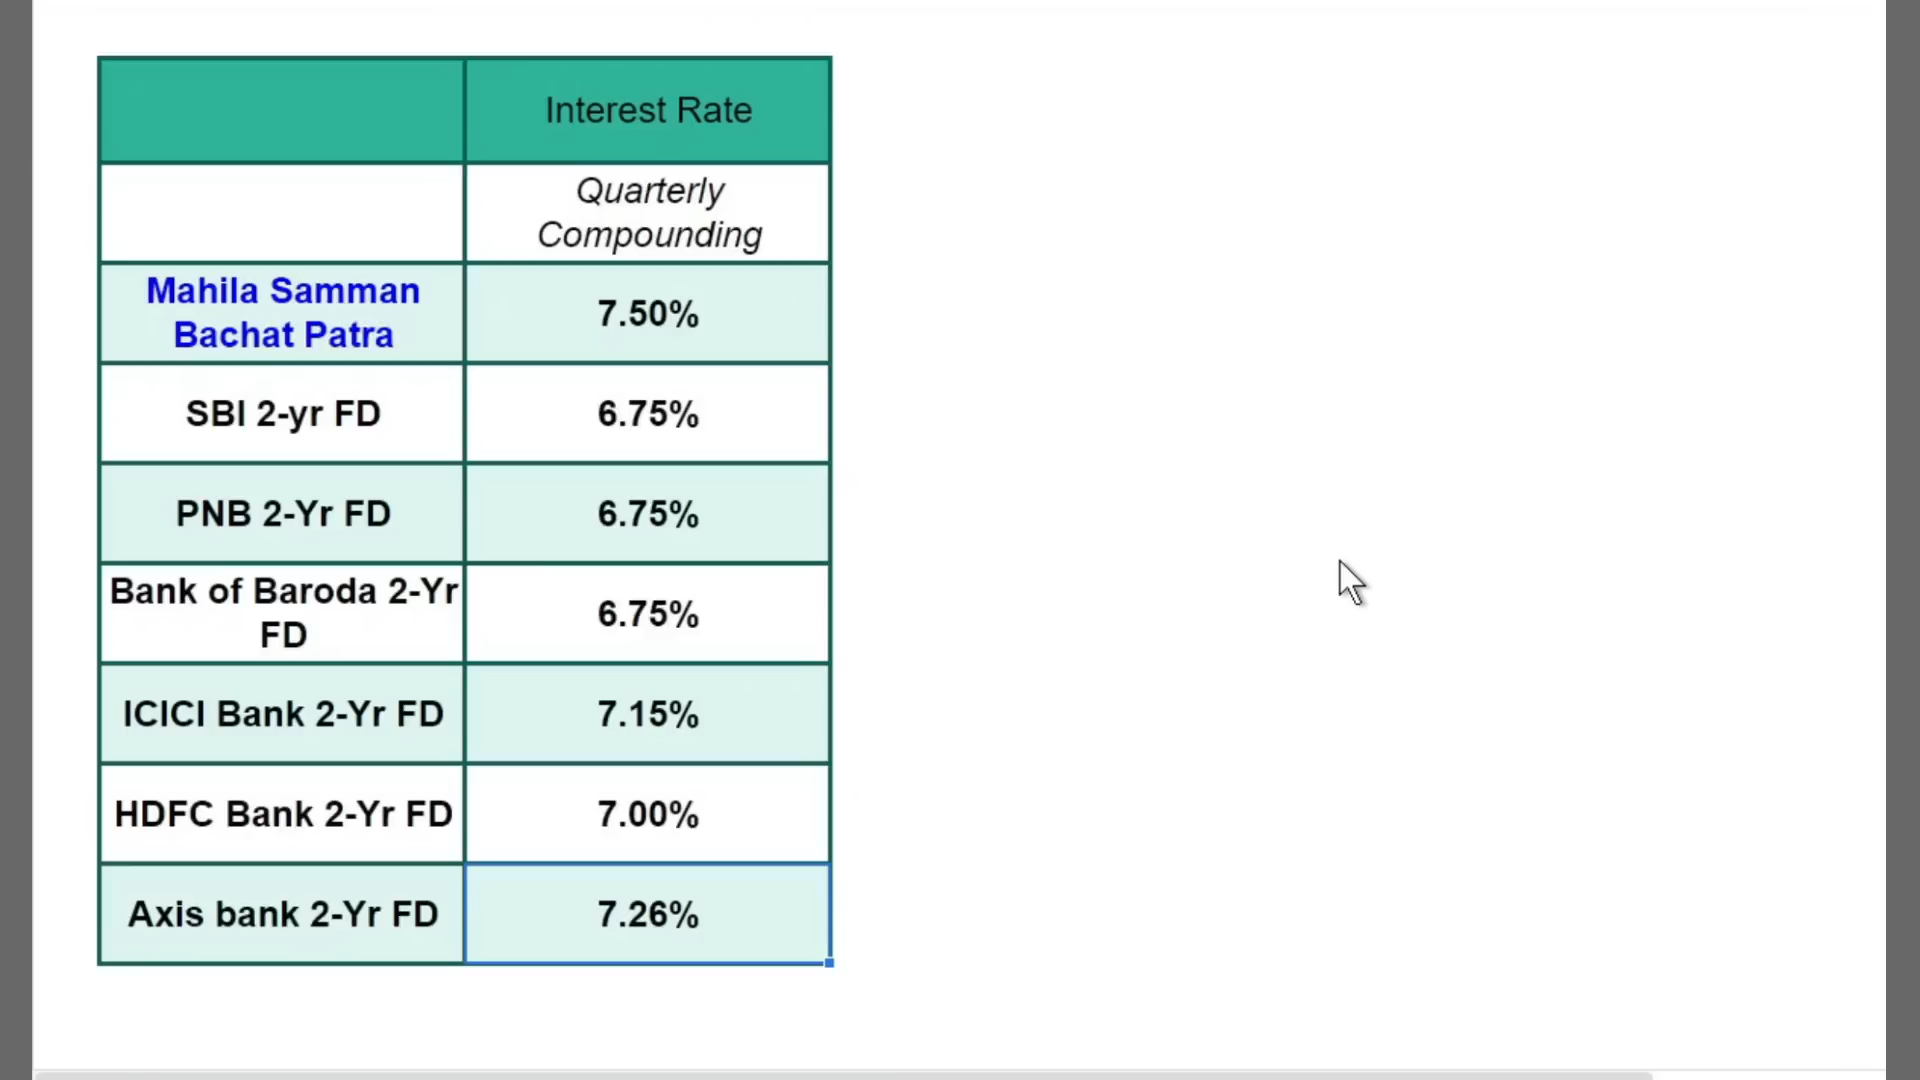 Interest Rate
Quarterly
Compounding
Mahila Samman
Bachat Patra
7.50%
SBI 2-yr FD
6.75%
PNB 2-Yr FD
6.75%
Bank of Baroda 2-Yr
FD
6.75%
ICICI Bank 2-Yr FD
7.15%
HDFC Bank 2-Yr FD
7.00%
Axis bank 2-Yr FD
7.26%